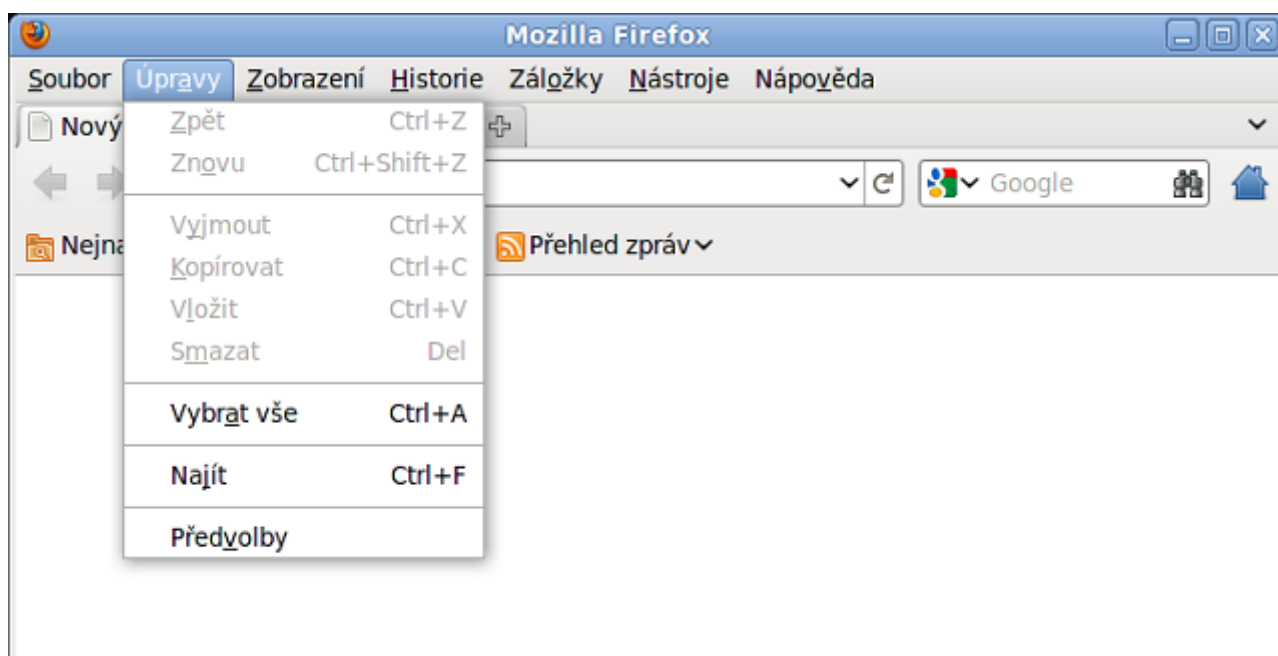 Mozilla Firefox
Soubor Úpravy Zobrazení Historie Záložky Nástroje Nápověda
Nový
Zpět Ctrl+Z
Znovu Ctrl+Shift+Z
Google
Vyjmout Ctrl+X
Přehled zpráv
Kopírovat Ctrl+C
Vložit Ctrl+V
Smazat Del
Vybrat vše Ctrl+A
Najít Ctrl+F
Předvolby